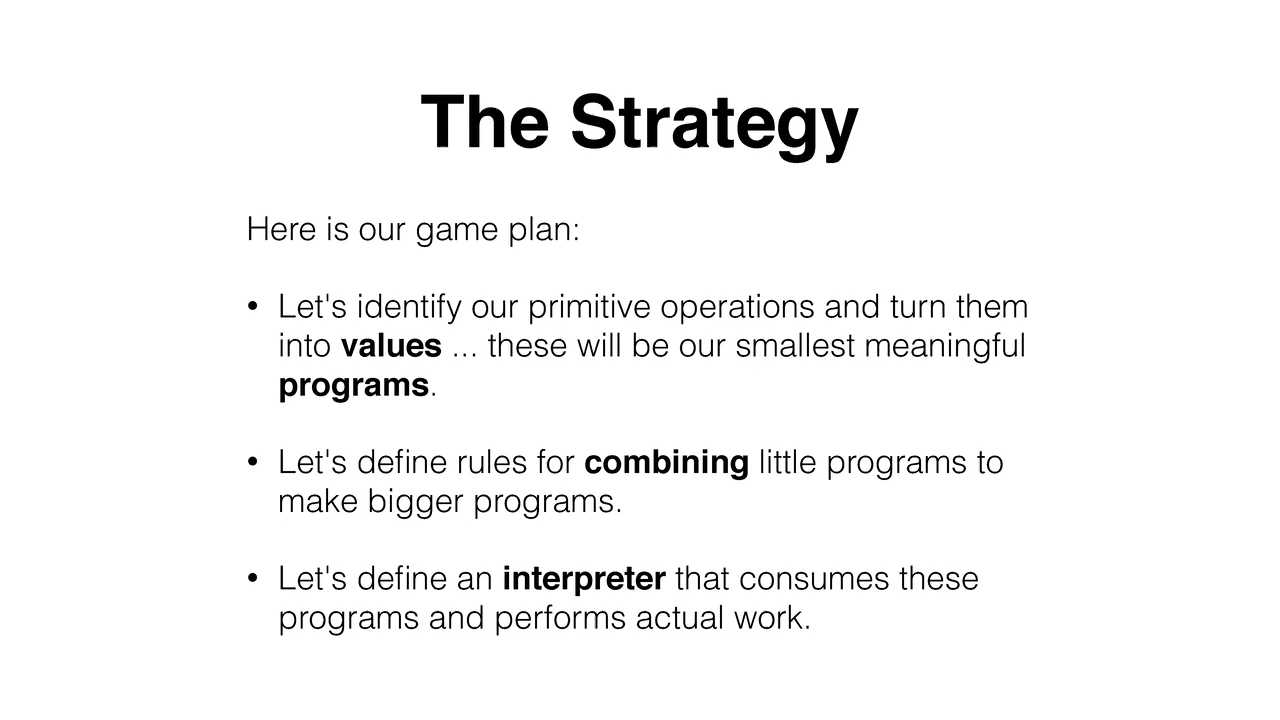 The Strategy
Here is our game plan:
• Let's identify our primitive operations and turn them
into values ... these will be our smallest meaningful
programs.
• Let's define rules for combining little programs to
make bigger programs.
• Let's define an interpreter that consumes these
programs and performs actual work.